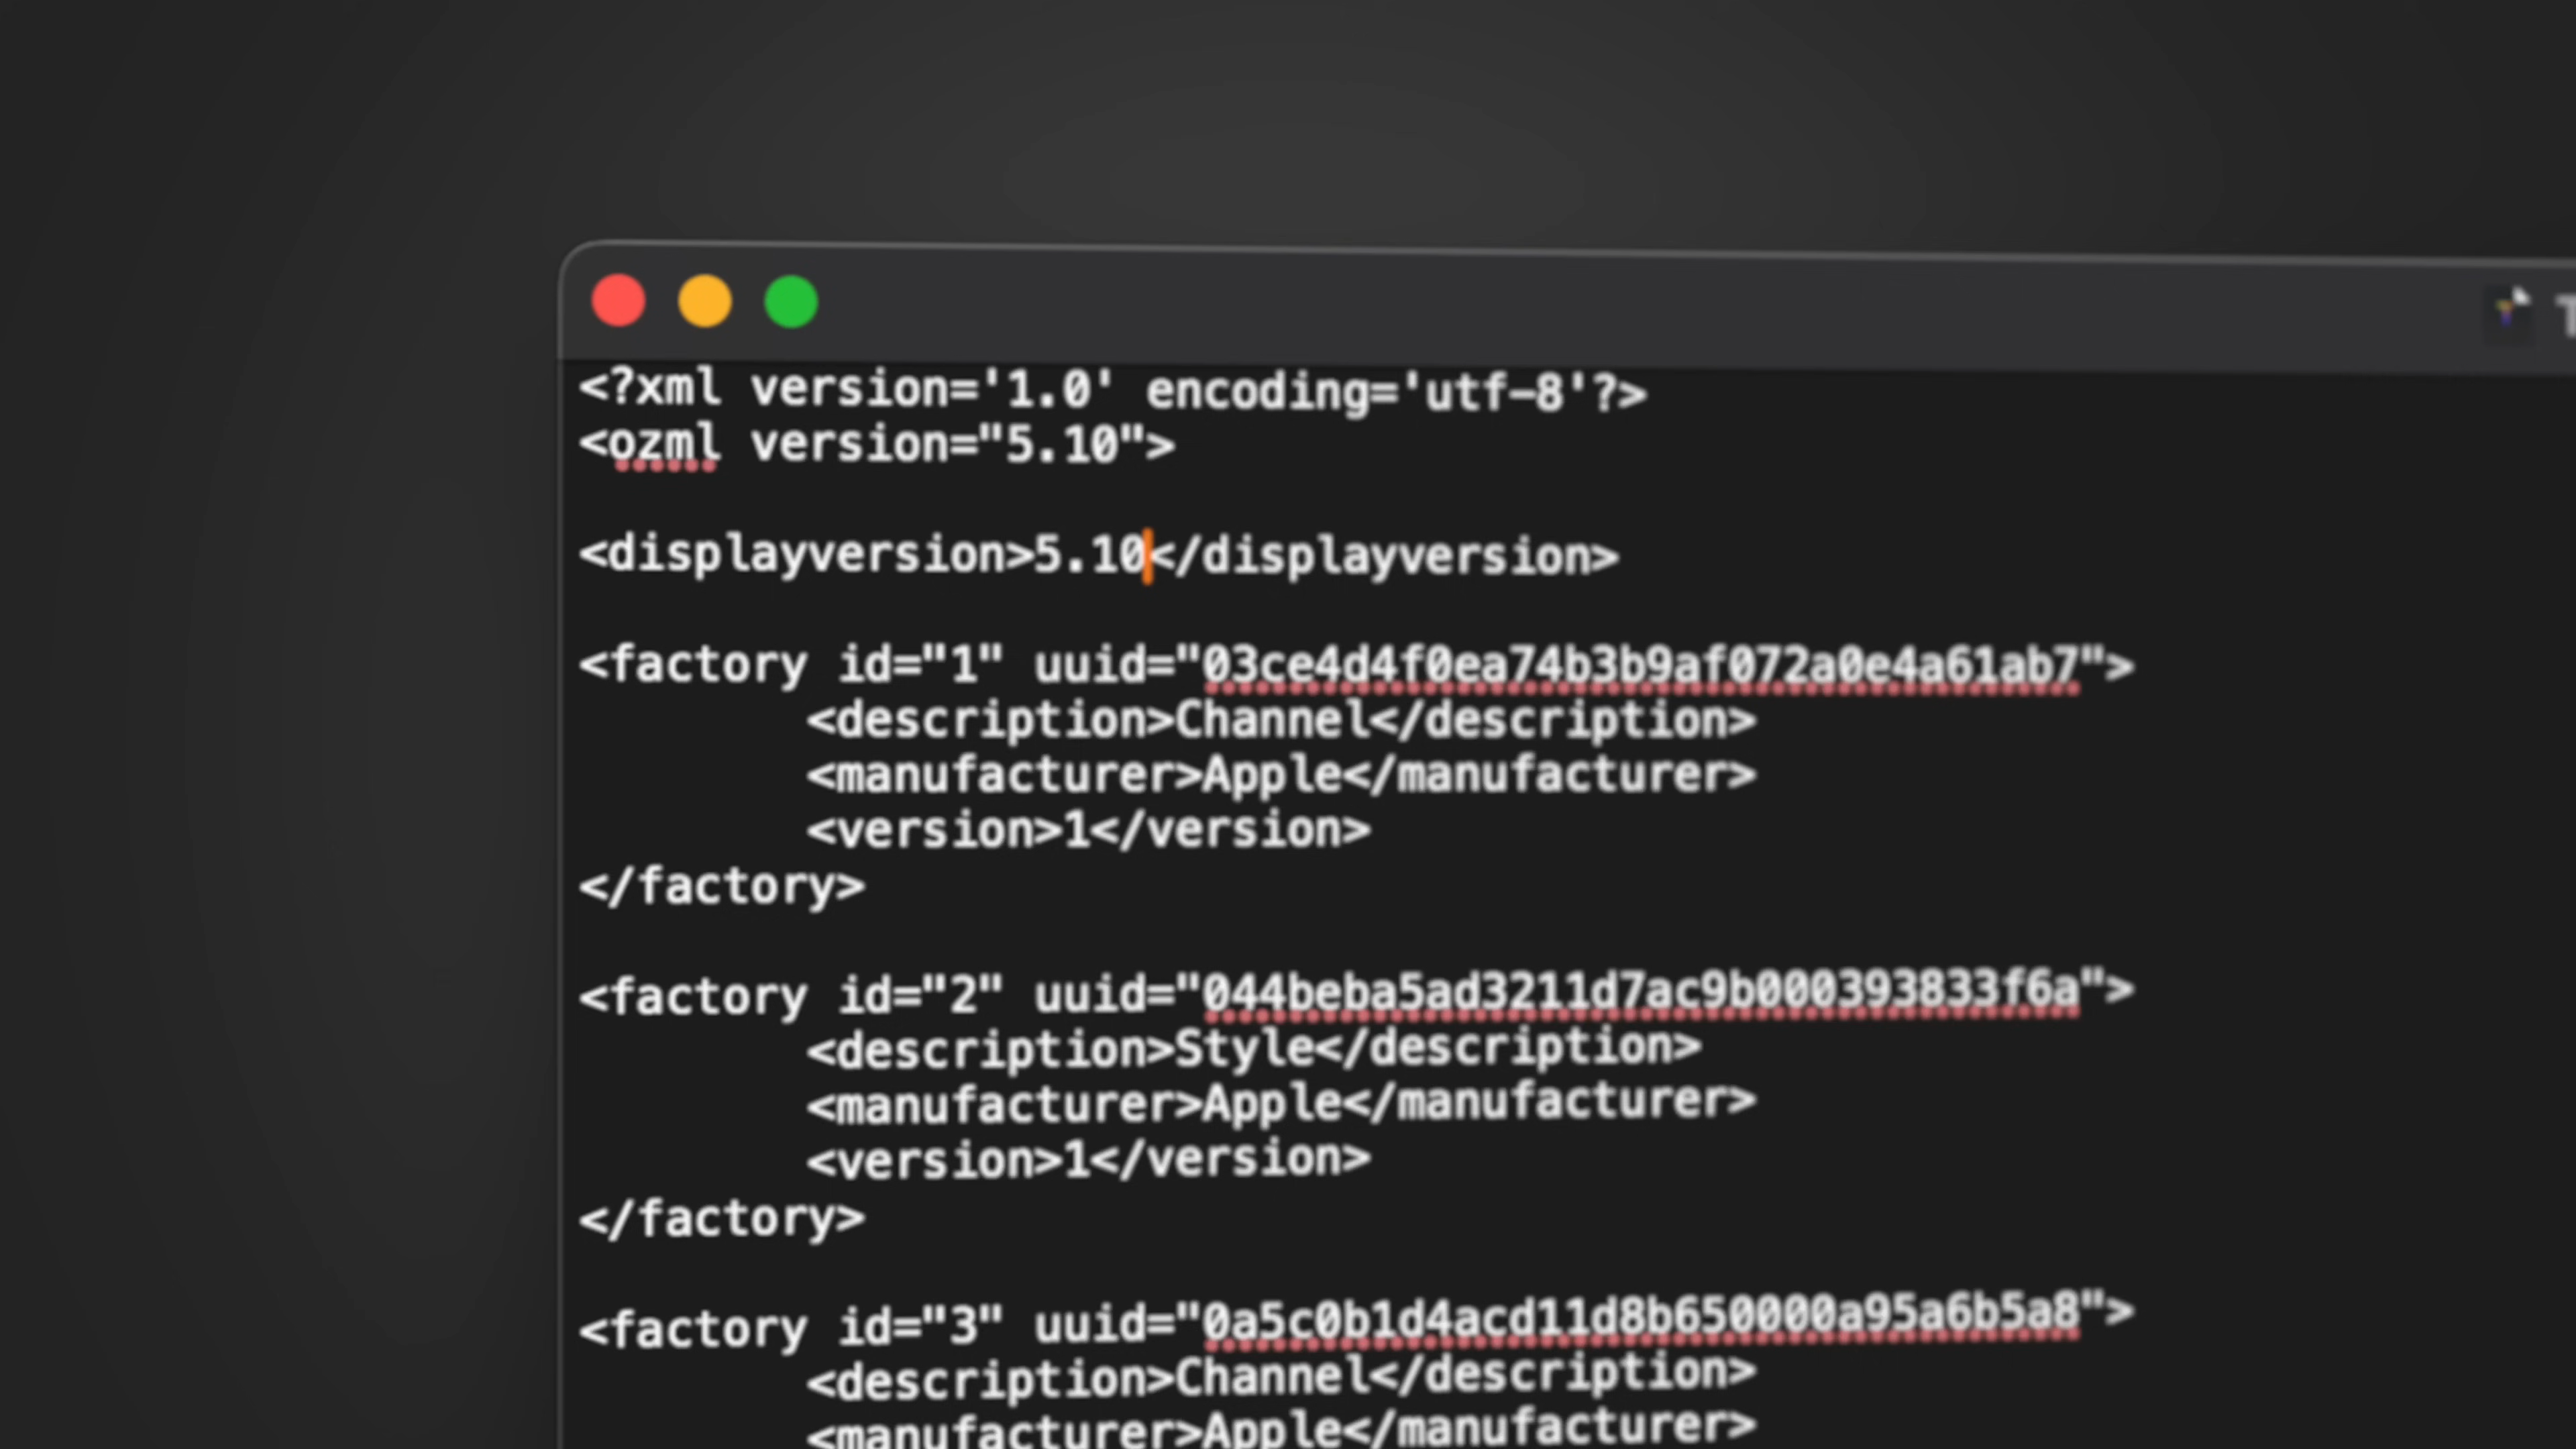 T
<?xml version='1.0' encoding='utf-8'?>
<ozml version="5.10">
<displayversion>5.10</displayversion>
<factory id="1" uuid="03ce4d4f0ea74b3b9af072a0e4a61ab7">
<description>Channel</description>
<manufacturer>Apple</manufacturer>
<version>1</version>
</factory>
<factory id="2" uuid="044beba5ad3211d7ac9b000393833f6a">
<description>Style</description>
<manufacturer>Apple</manufacturer>
<version>1</version>
</factory>
<factory id="3" uuid="0a5c0b1d4acd11d8b650000a95a6b5a8">
<description>Channel</description>
<manufacturer>Apple</manufacturer>